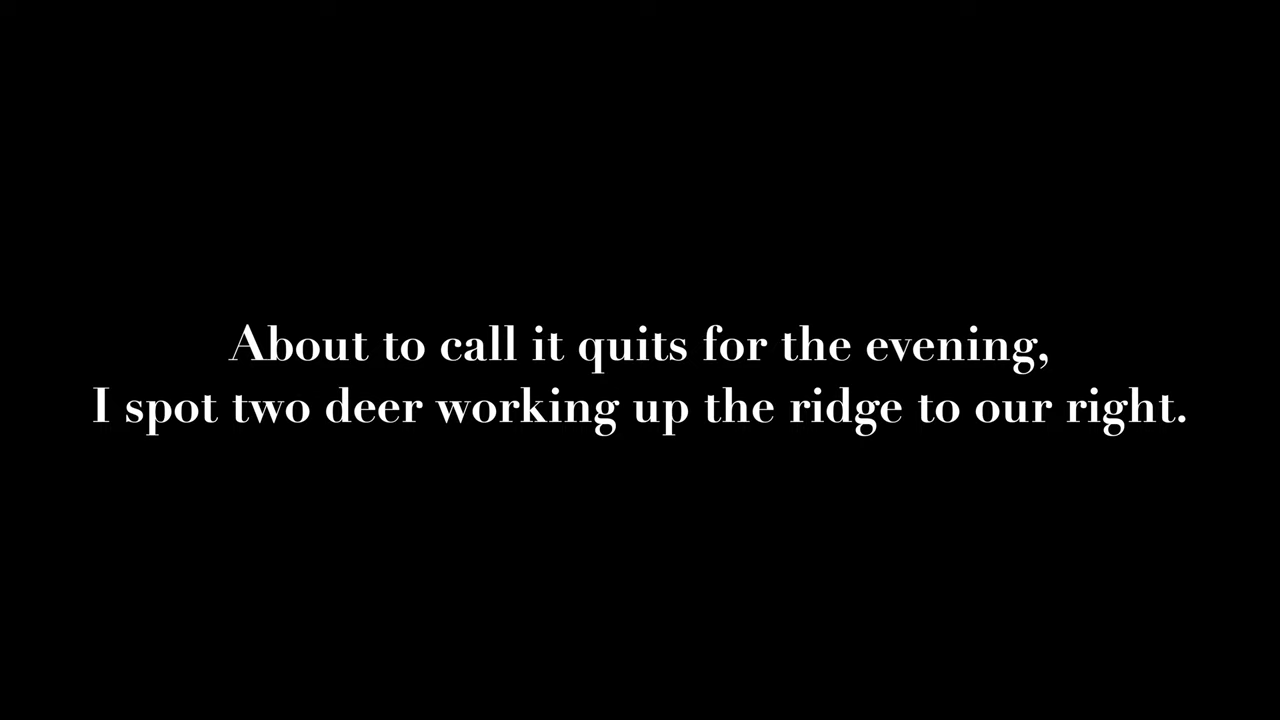 About to call it quits for the evening,
I spot two deer working up the ridge to our right.